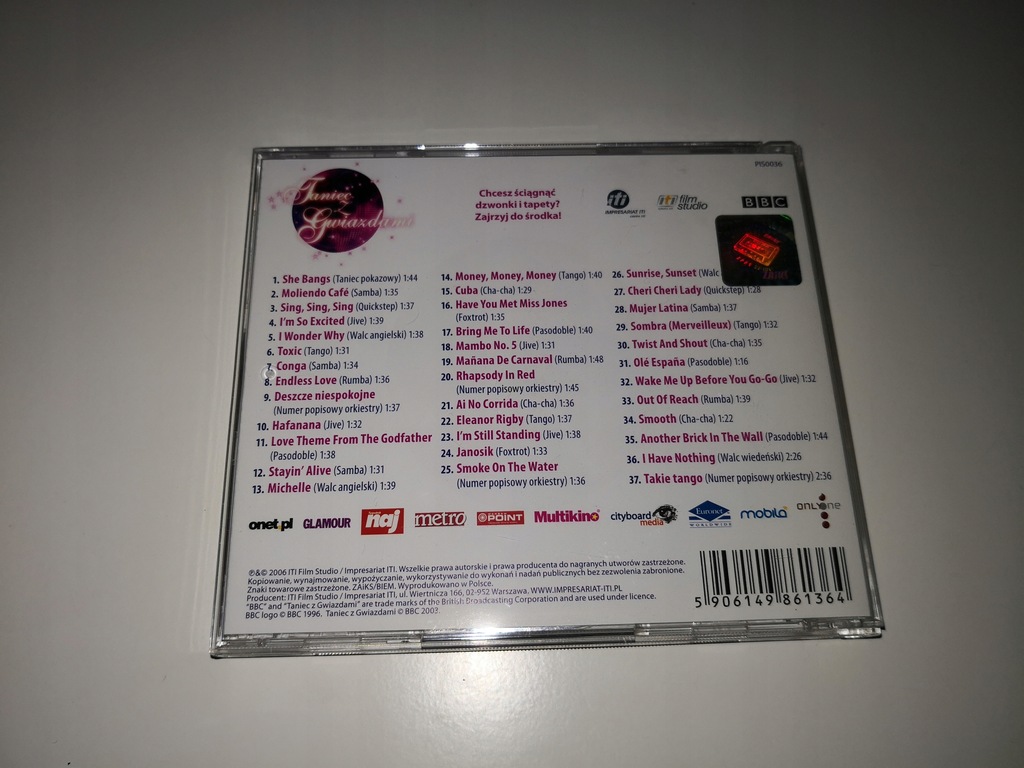 PIS0036
Taniec z Gwiazdami
Chcesz ściągnąć
dzwonki i tapety?
Zajrzyj do środka!
iti
IMPRESARIAT ITI
iti film studio
BBC
1. She Bangs (Taniec pokazowy) 1:44
2. Moliendo Café (Samba) 1:35
3. Sing, Sing, Sing (Quickstep) 1:37
4. I'm So Excited (Jive) 1:39
5. I Wonder Why (Walc angielski) 1:38
6. Toxic (Tango) 1:31
7. Conga (Samba) 1:34
8. Endless Love (Rumba) 1:36
9. Deszcze niespokojne
(Numer popisowy orkiestry) 1:37
10. Hafanana (Jive) 1:32
11. Love Theme From The Godfather
(Pasodoble) 1:38
12. Stayin' Alive (Samba) 1:31
13. Michelle (Walc angielski) 1:39
14. Money, Money, Money (Tango) 1:40
15. Cuba (Cha-cha) 1:29
16. Have You Met Miss Jones
(Foxtrot) 1:35
17. Bring Me To Life (Pasodoble) 1:40
18. Mambo No. 5 (Jive) 1:31
19. Mañana De Carnaval (Rumba) 1:48
20. Rhapsody In Red
(Numer popisowy orkiestry) 1:45
21. Ai No Corrida (Cha-cha) 1:36
22. Eleanor Rigby (Tango) 1:37
23. I'm Still Standing (Jive) 1:38
24. Janosik (Foxtrot) 1:33
25. Smoke On The Water
(Numer popisowy orkiestry) 1:36
26. Sunrise, Sunset (Walc
27. Cheri Cheri Lady (Quickstep) 1:28
28. Mujer Latina (Samba) 1:37
29. Sombra (Merveilleux) (Tango) 1:32
30. Twist And Shout (Cha-cha) 1:35
31. Olé España (Pasodoble) 1:16
32. Wake Me Up Before You Go-Go (Jive) 1:32
33. Out Of Reach (Rumba) 1:39
34. Smooth (Cha-cha) 1:22
35. Another Brick In The Wall (Pasodoble) 1:44
36. I Have Nothing (Walc wiedeński) 2:26
37. Takie tango (Numer popisowy orkiestry) 2:36
onet.pl GLAMOUR naj metro POINT Multikino cityboard media Euronet WORLDWIDE mobila ONLY ONE
℗&© 2006 ITI Film Studio / Impresariat ITI. Wszelkie prawa autorskie i prawa producenta do nagranych utworów zastrzeżone.
Kopiowanie, wynajmowanie, wypożyczanie, wykorzystywanie do wykonań i nadań publicznych bez zezwolenia zabronione.
Znaki towarowe zastrzeżone. ZAiKS/BIEM. Wyprodukowano w Polsce.
Producent: ITI Film Studio / Impresariat ITI, ul. Wiertnicza 166, 02-952 Warszawa, WWW.IMPRESARIAT-ITI.PL
"BBC" and "Taniec z Gwiazdami" are trade marks of the British Broadcasting Corporation and are used under licence.
BBC logo © BBC 1996. Taniec z Gwiazdami © BBC 2003.
5 906149 861364